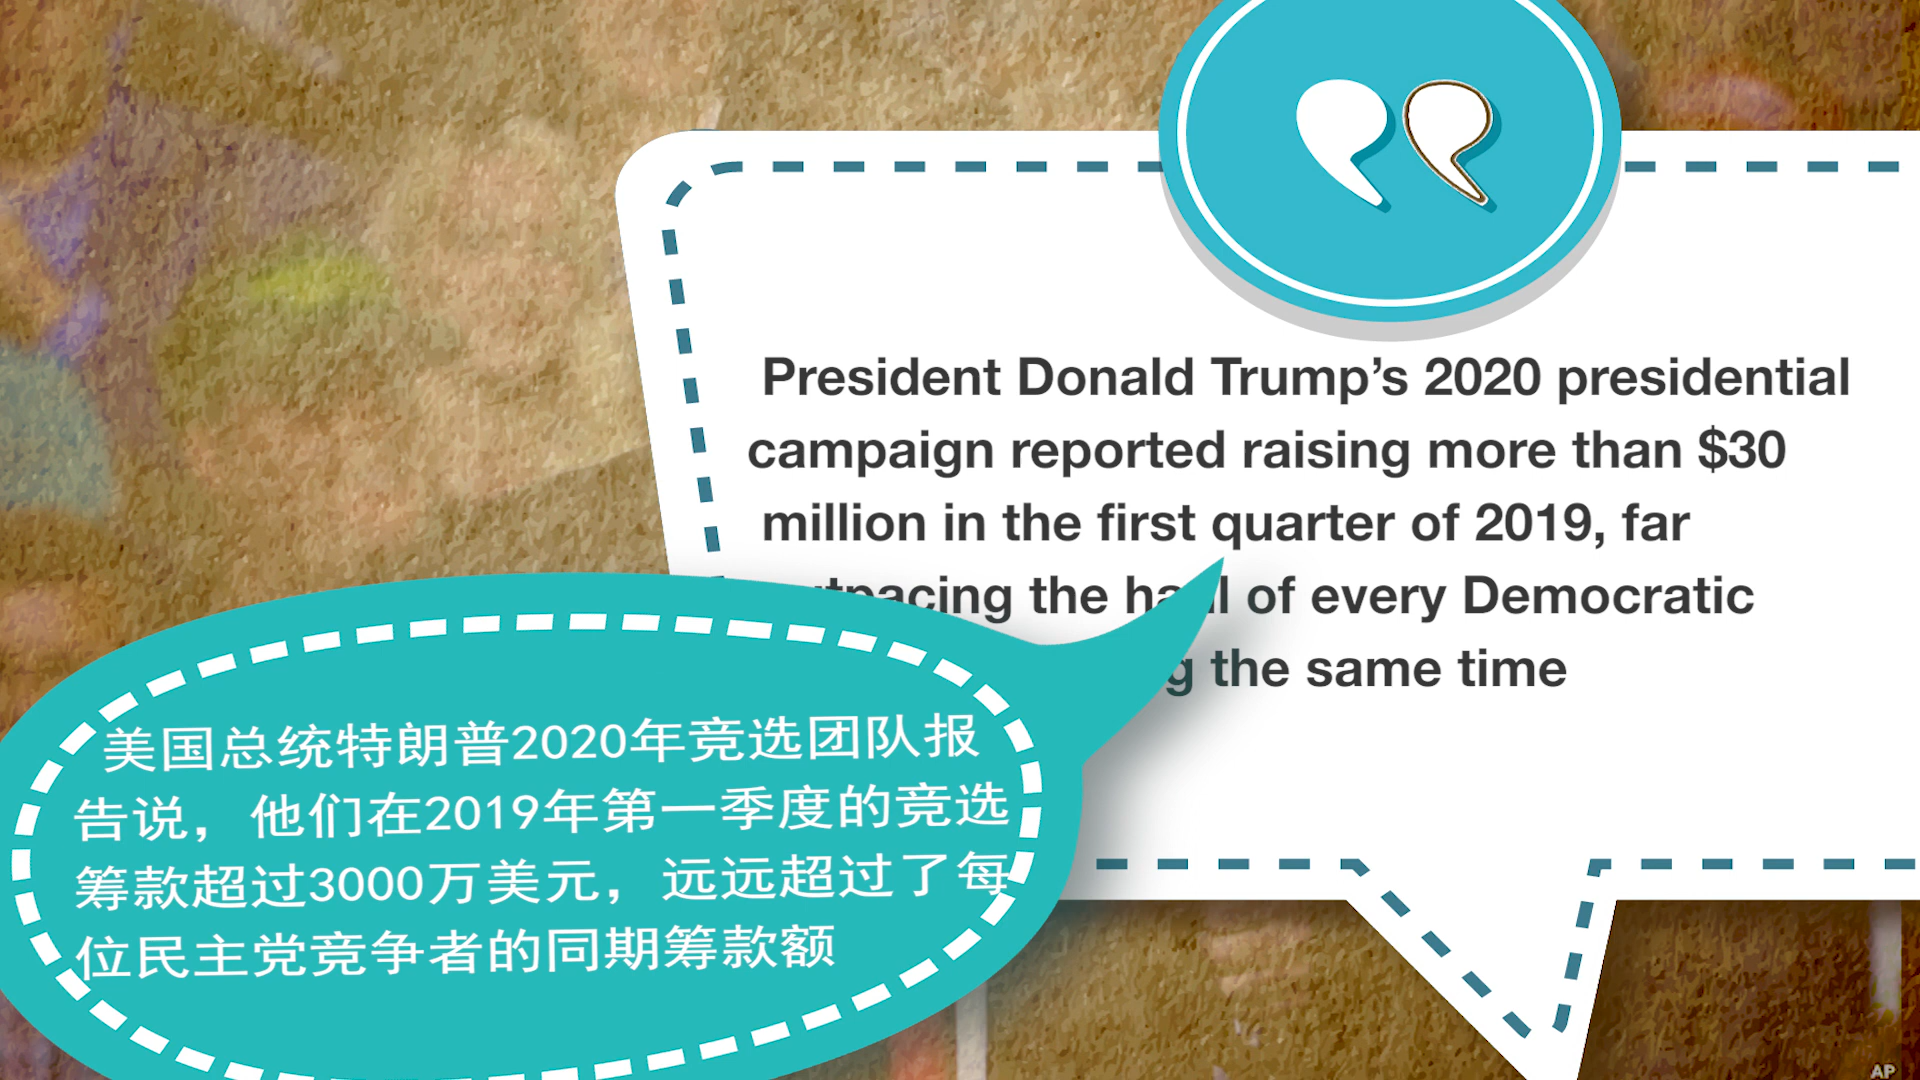 President Donald Trump’s 2020 presidential
campaign reported raising more than $30
million in the first quarter of 2019, far
the of every Democratic
the same time
美国总统特朗普2020年竞选团队报
告说，他们在2019年第一季度的竞选
筹款超过3000万美元，远远超过了每
位民主党竞争者的同期筹款额
AP